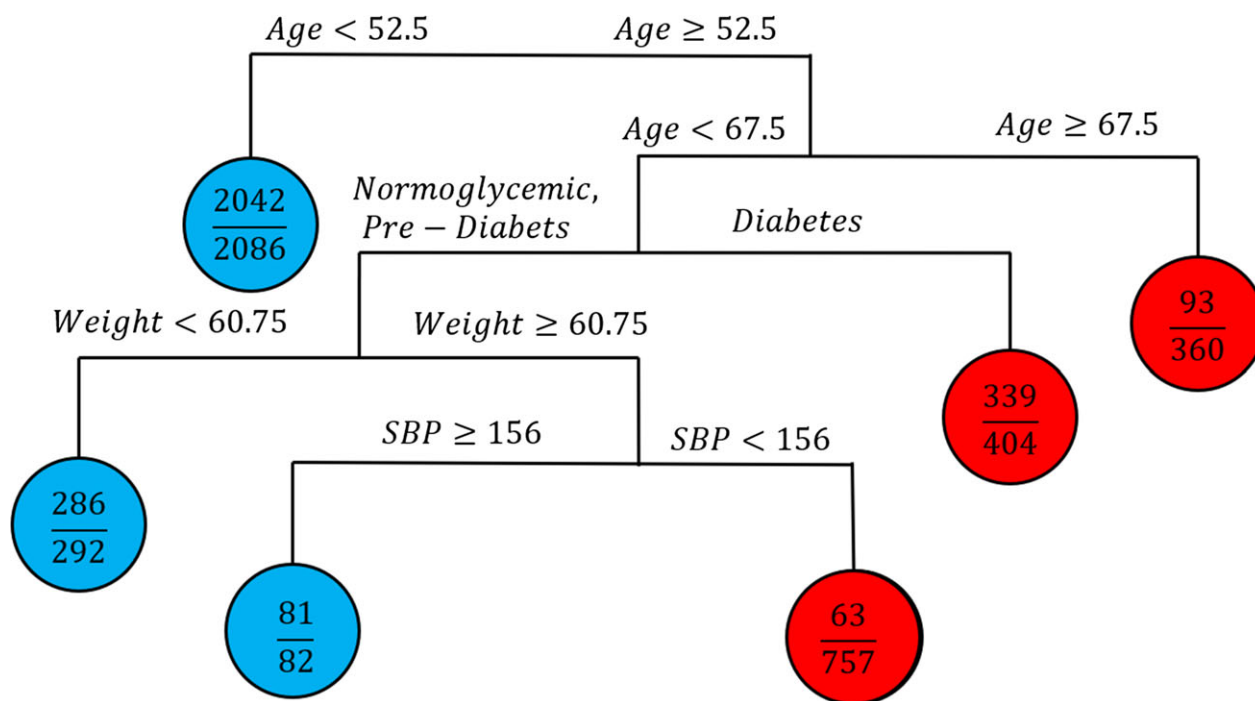 Age < 52.5
Age ≥ 52.5
Age < 67.5
Age ≥ 67.5
2042
2086
Normoglycemic,
Pre − Diabets
Diabetes
93
360
Weight < 60.75
Weight ≥ 60.75
339
404
SBP ≥ 156
SBP < 156
286
292
81
82
63
757